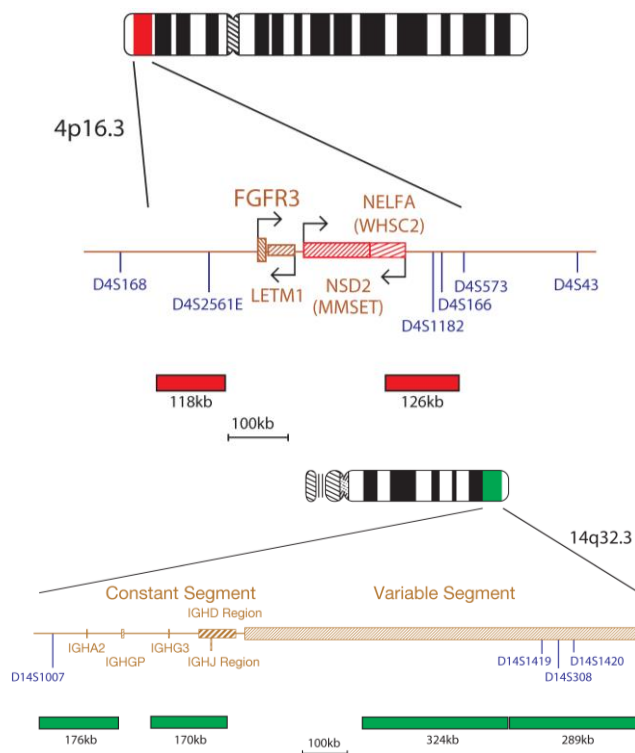 4p16.3
FGFR3
NELFA
(WHSC2)
D4S168
D4S2561E
LETM1
NSD2
(MMSET)
D4S1182
D4S166
D4S573
D4S43
118kb
126kb
100kb
14q32.3
Constant Segment
Variable Segment
IGHD Region
D14S1007
IGHA2
IGHGP
IGHG3
IGHJ Region
D14S1419
D14S308
D14S1420
176kb
170kb
100kb
324kb
289kb